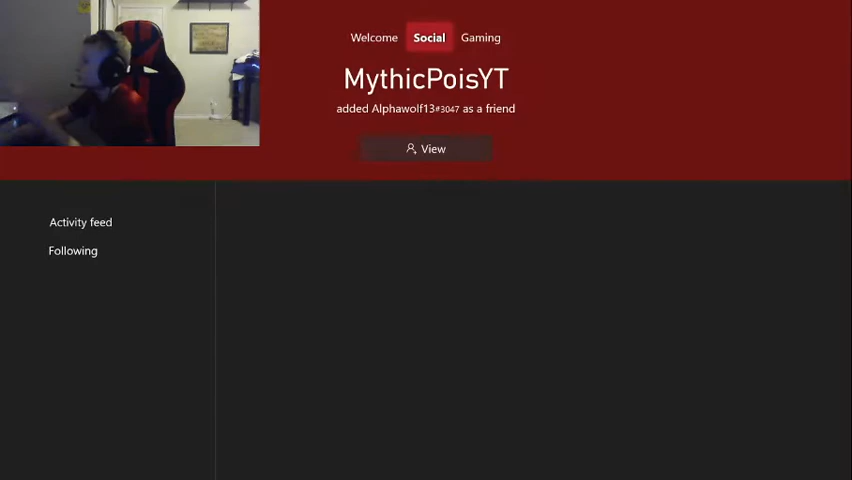 Welcome Social Gaming
MythicPoisYT
added Alphawolf13#3047 as a friend
View
Activity feed
Following